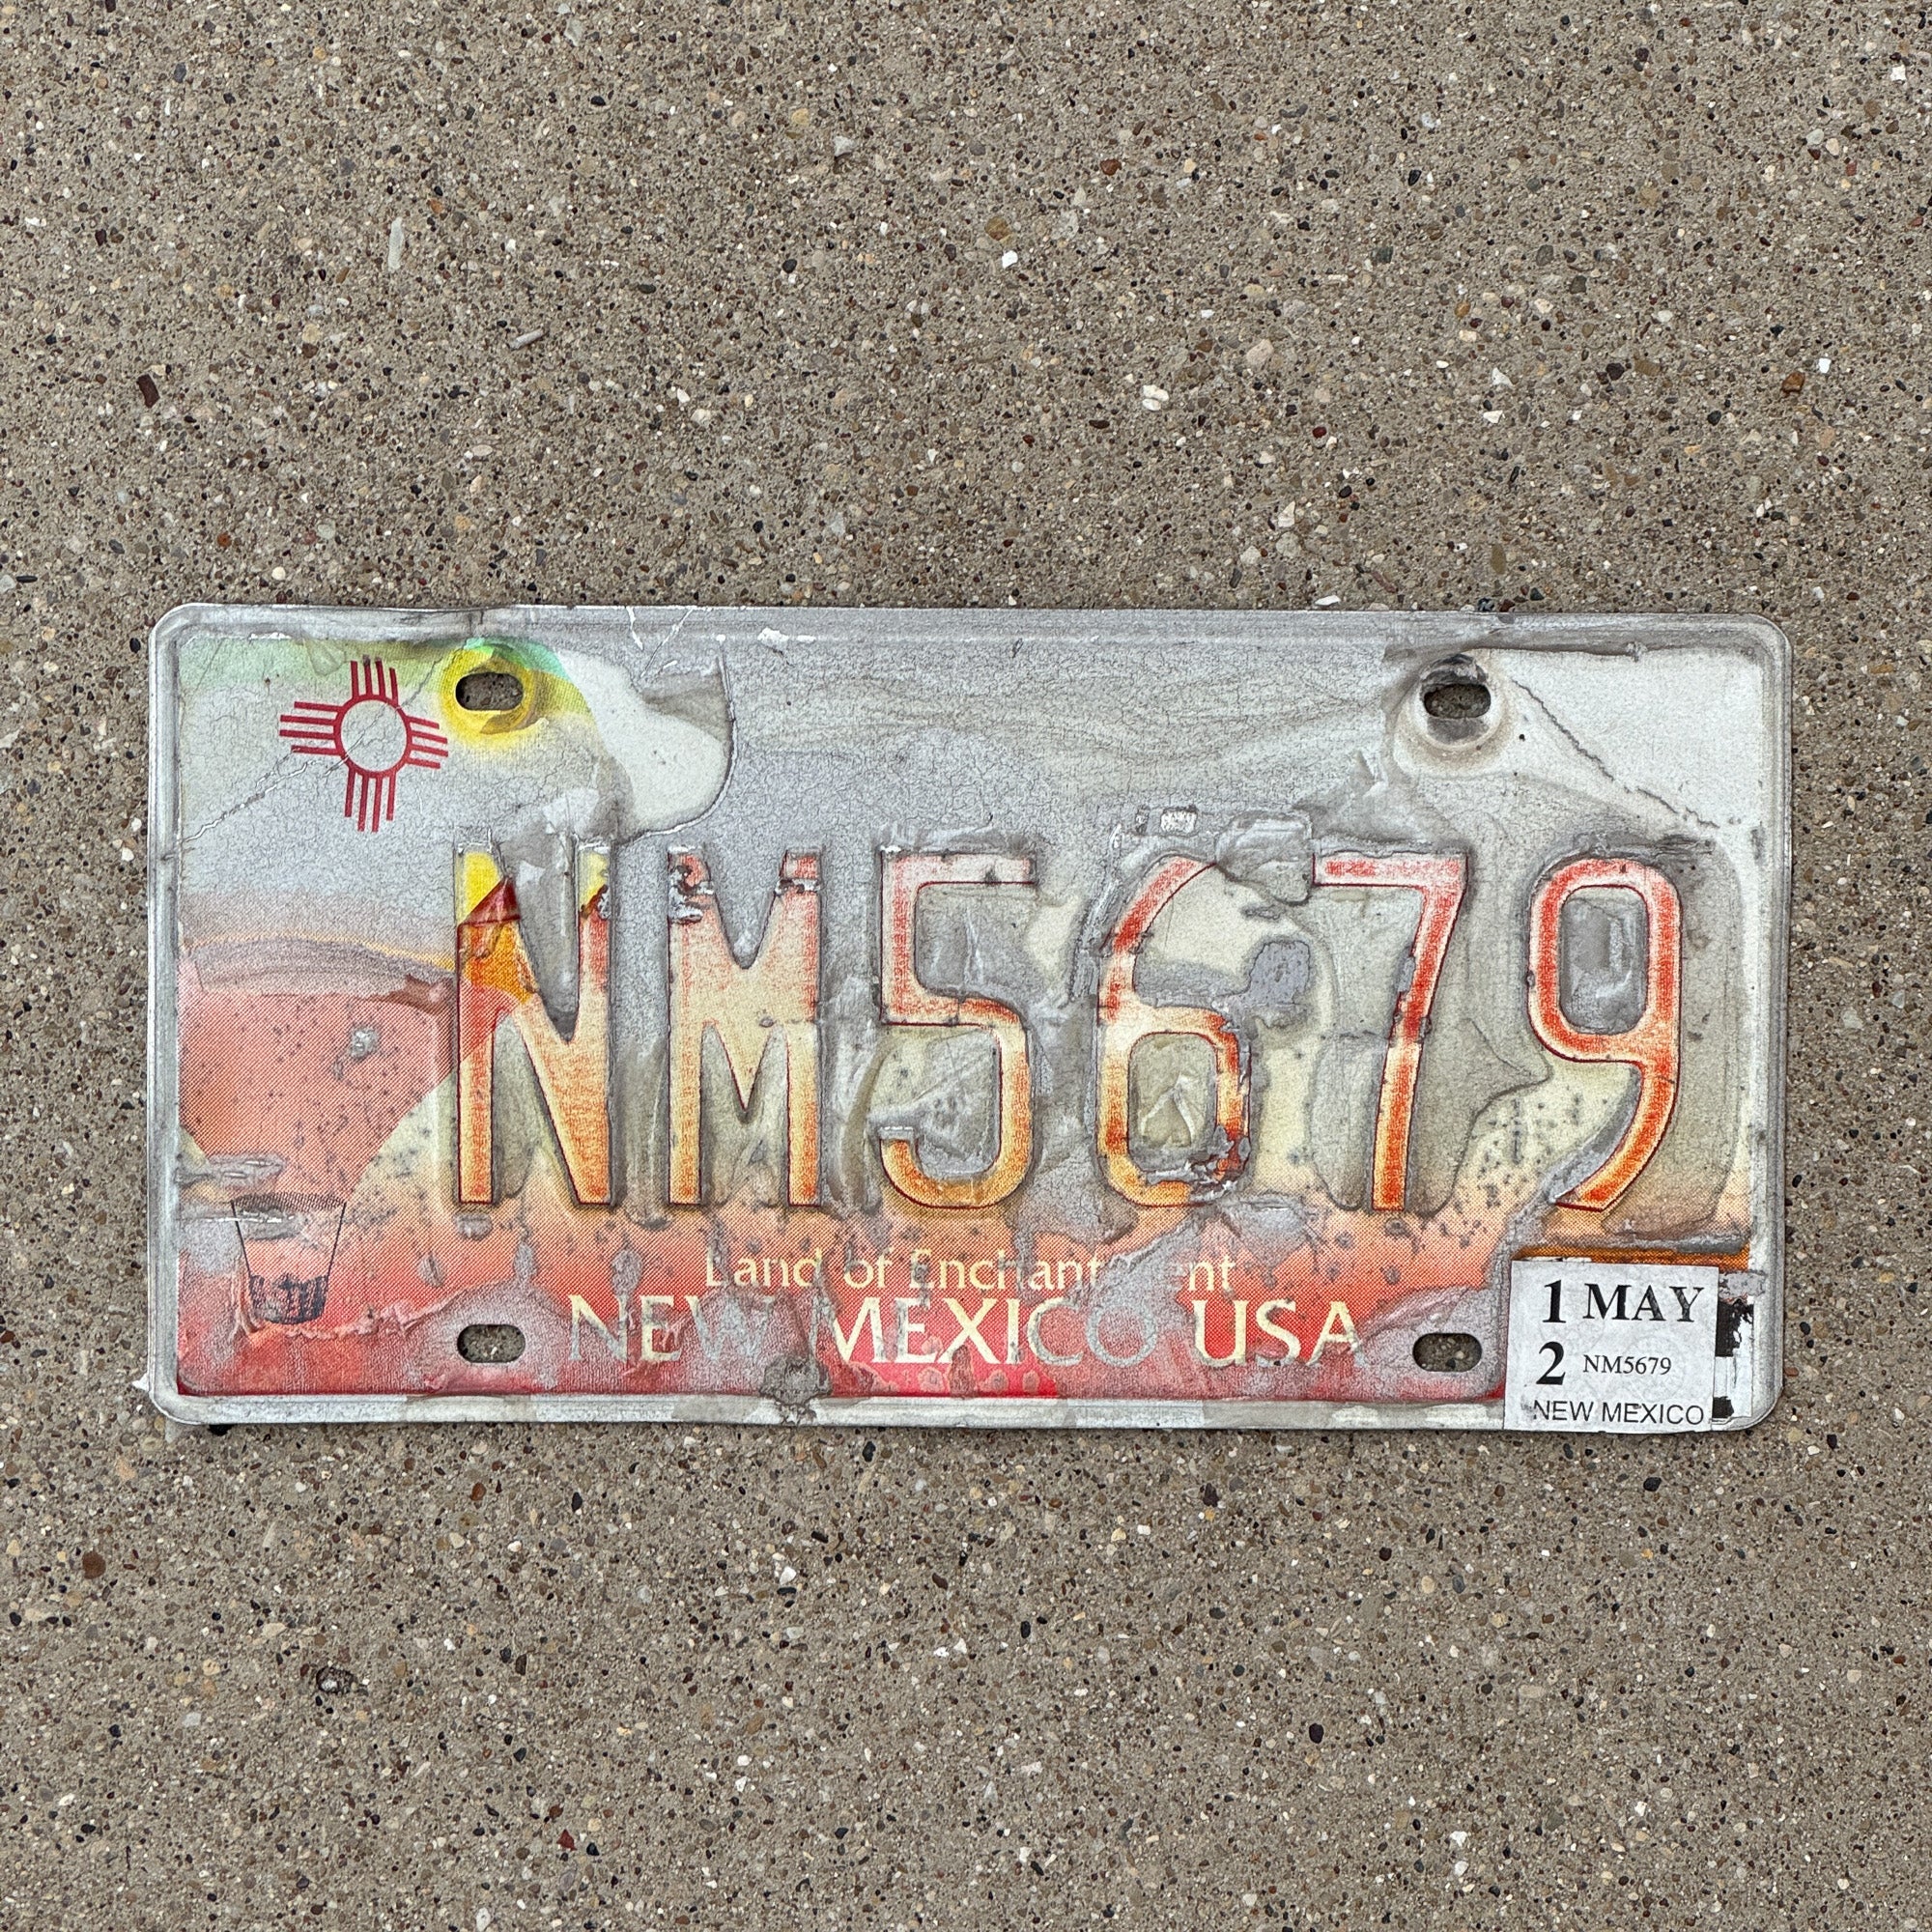 NM5679
Land of Enchantment
NEW MEXICO USA
1 MAY
2 NM5679
NEW MEXICO